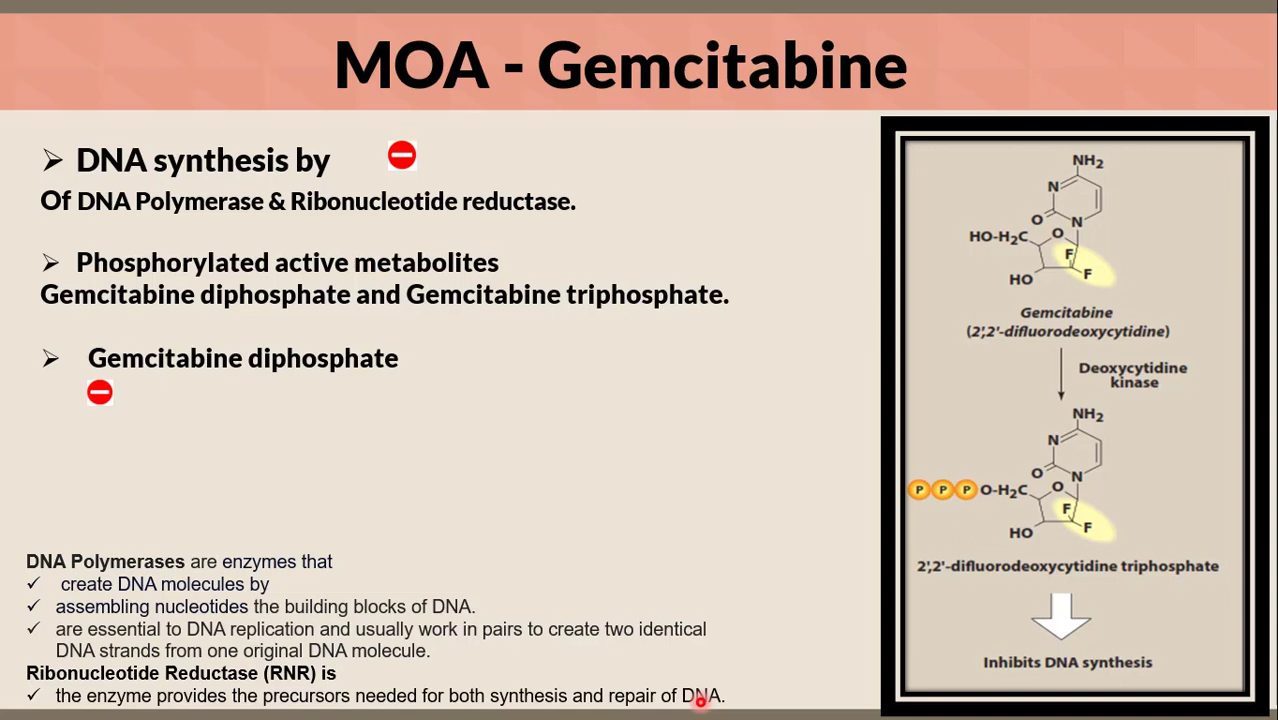 MOA - Gemcitabine
➢ DNA synthesis by
Of DNA Polymerase & Ribonucleotide reductase.
➢ Phosphorylated active metabolites
Gemcitabine diphosphate and Gemcitabine triphosphate.
➢ Gemcitabine diphosphate
DNA Polymerases are enzymes that
✓ create DNA molecules by
✓ assembling nucleotides the building blocks of DNA.
✓ are essential to DNA replication and usually work in pairs to create two identical
DNA strands from one original DNA molecule.
Ribonucleotide Reductase (RNR) is
✓ the enzyme provides the precursors needed for both synthesis and repair of DNA.
NH2
N
O
N
HO-H2C
O
F
F
HO
Gemcitabine
(2',2'-difluorodeoxycytidine)
Deoxycytidine
kinase
NH2
N
O
N
P P P O-H2C
O
F
F
HO
2',2'-difluorodeoxycytidine triphosphate
Inhibits DNA synthesis